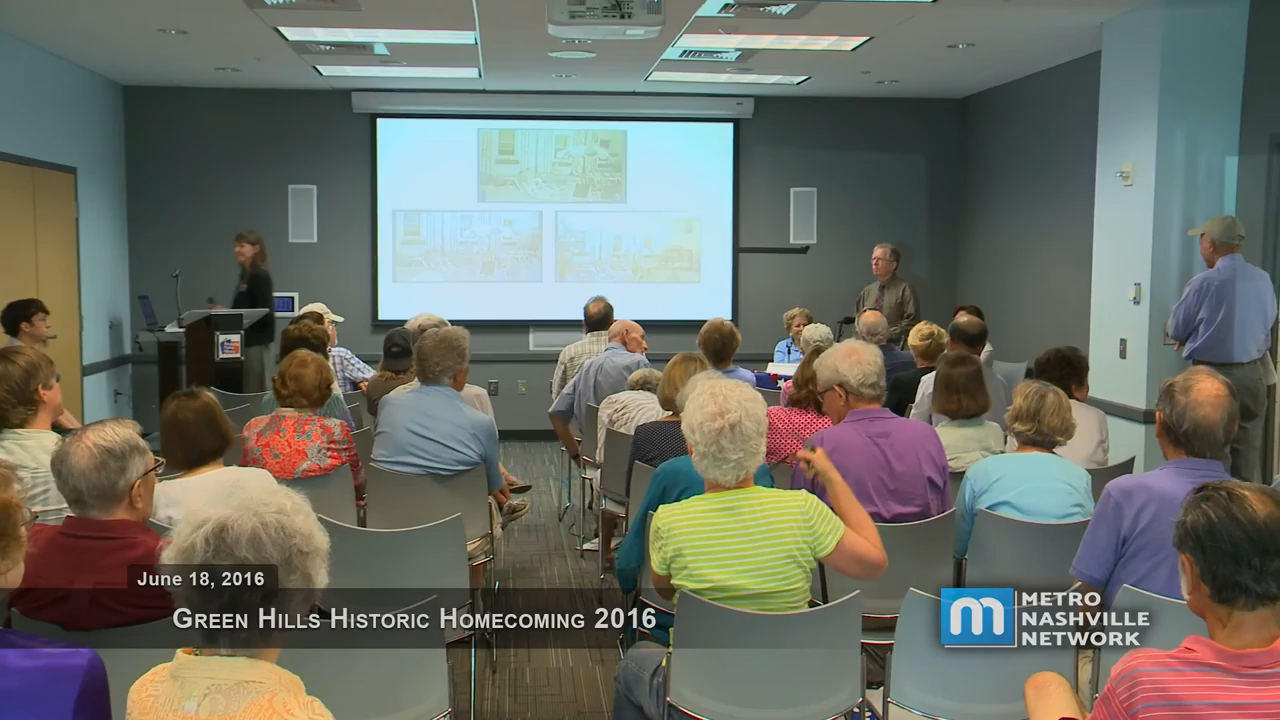 June 18, 2016
Green Hills Historic Homecoming 2016
m METRO
NASHVILLE
NETWORK